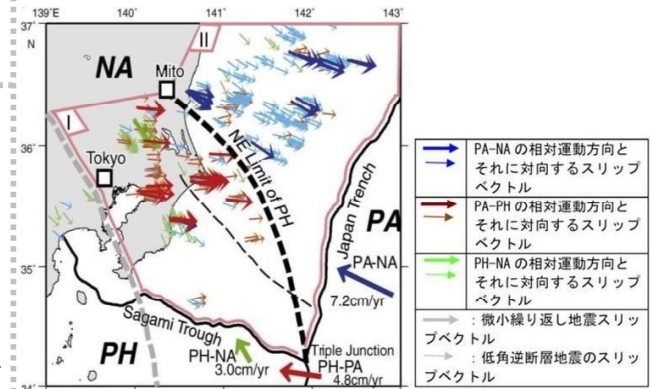 139°E 140° 141° 142° 143°
37°
N
II
NA
Mito
I
36°
Tokyo
NE Limit of PH
Japan Trench
PA
PA-NA
35°
7.2cm/yr
Sagami Trough
PH
PH-NA
3.0cm/yr
Triple Junction
PH-PA
4.8cm/yr
34°
PA-NA の相対運動方向と
それに対向するスリップ
ベクトル
PA-PH の相対運動方向と
それに対向するスリップ
ベクトル
PH-NA の相対運動方向と
それに対向するスリップ
ベクトル
:微小繰り返し地震スリッ
プベクトル
:低角逆断層地震のスリッ
プベクトル